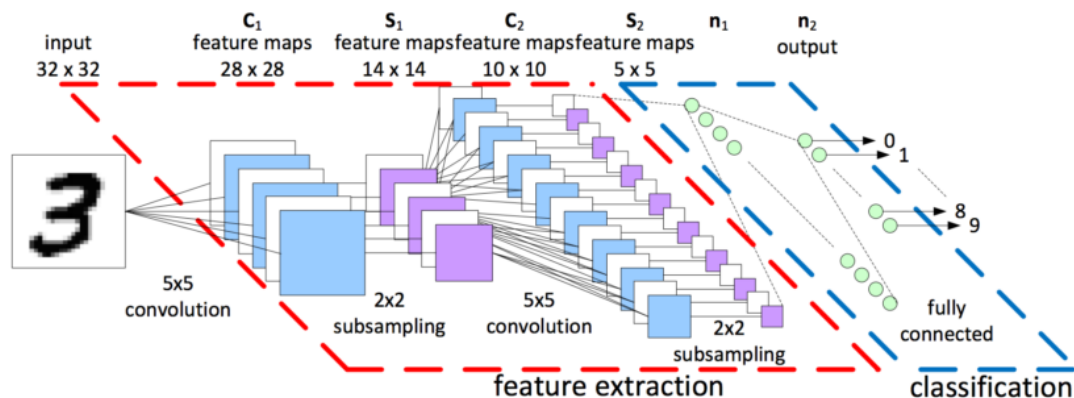 C1 S1 C2 S2 n1 n2
input feature maps feature maps feature maps feature maps output
32 x 32 28 x 28 14 x 14 10 x 10 5 x 5
0
1
8
9
5x5
convolution
2x2
subsampling
5x5
convolution
2x2
subsampling
fully
connected
feature extraction
classification
3